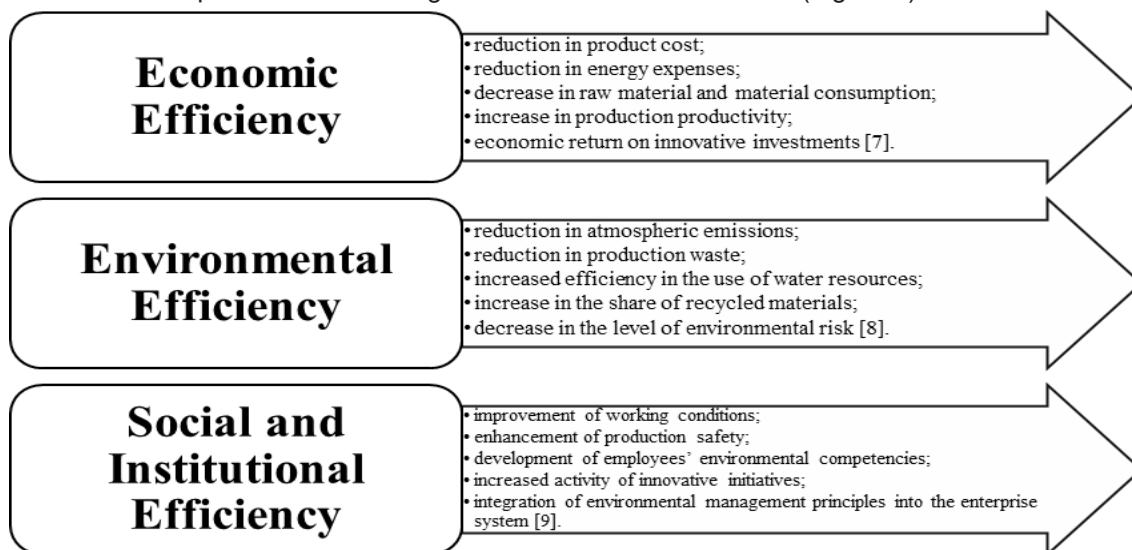 Economic
Efficiency
• reduction in product cost;
• reduction in energy expenses;
• decrease in raw material and material consumption;
• increase in production productivity;
• economic return on innovative investments [7].
Environmental
Efficiency
• reduction in atmospheric emissions;
• reduction in production waste;
• increased efficiency in the use of water resources;
• increase in the share of recycled materials;
• decrease in the level of environmental risk [8].
Social and
Institutional
Efficiency
• improvement of working conditions;
• enhancement of production safety;
• development of employees' environmental competencies;
• increased activity of innovative initiatives;
• integration of environmental management principles into the enterprise
system [9].